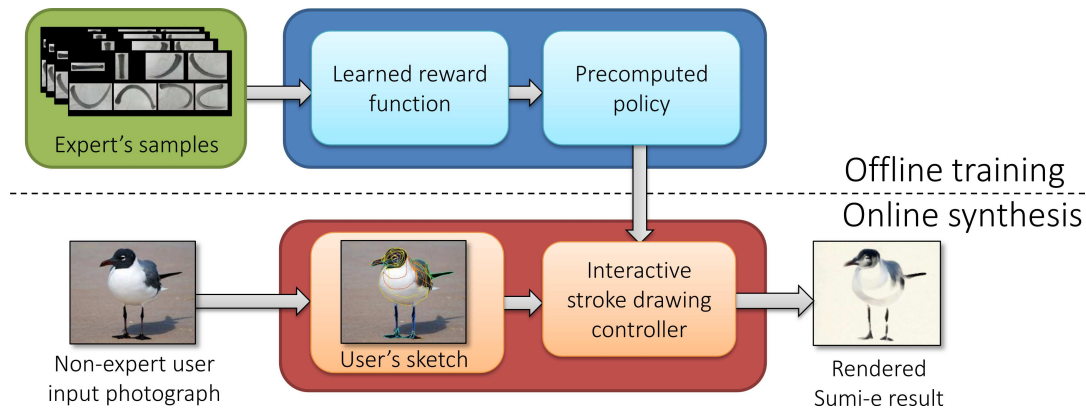 Learned reward
function
Precomputed
policy
Expert’s samples
Offline training
Online synthesis
Interactive
stroke drawing
controller
User’s sketch
Non-expert user
input photograph
Rendered
Sumi-e result